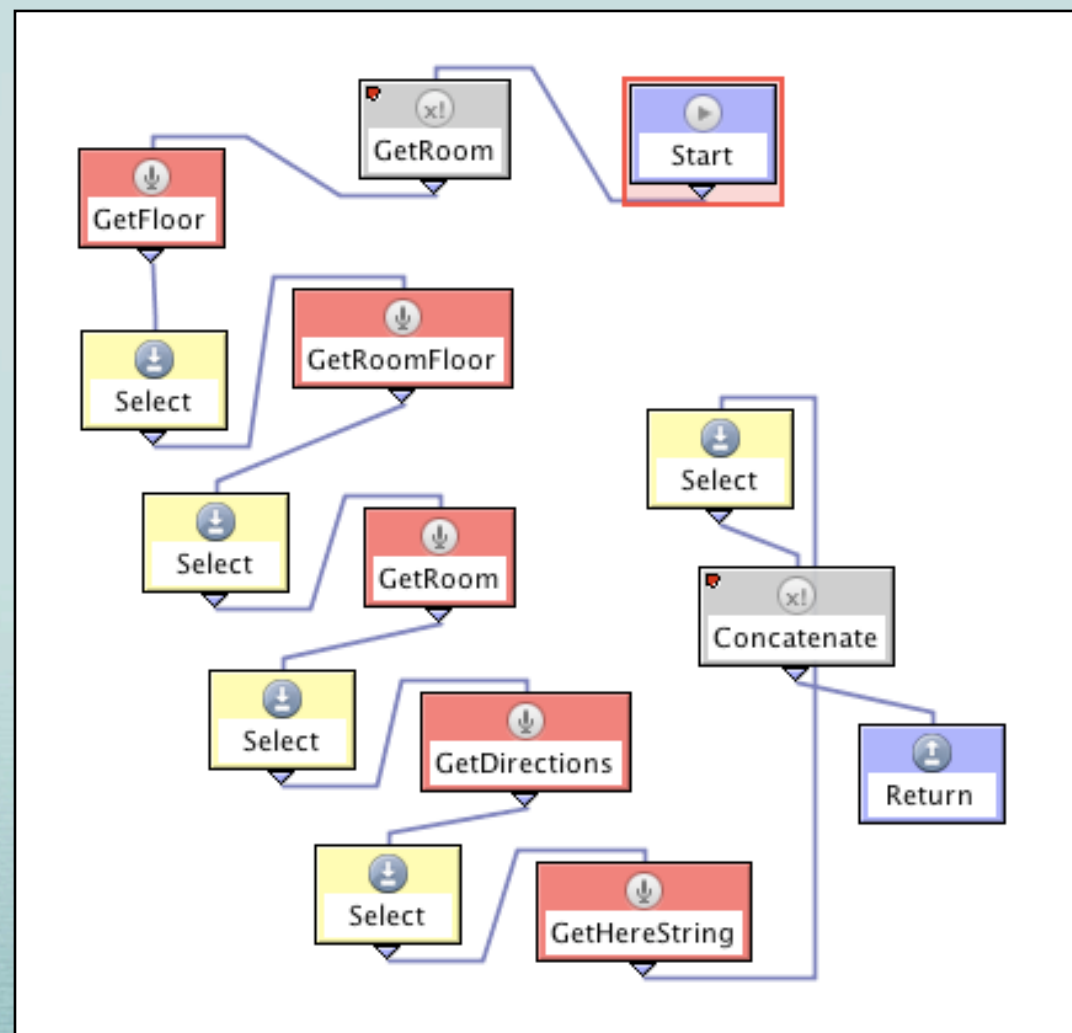 x!
GetRoom
Start
GetFloor
GetRoomFloor
Select
Select
Select
GetRoom
x!
Concatenate
Select
GetDirections
Return
Select
GetHereString